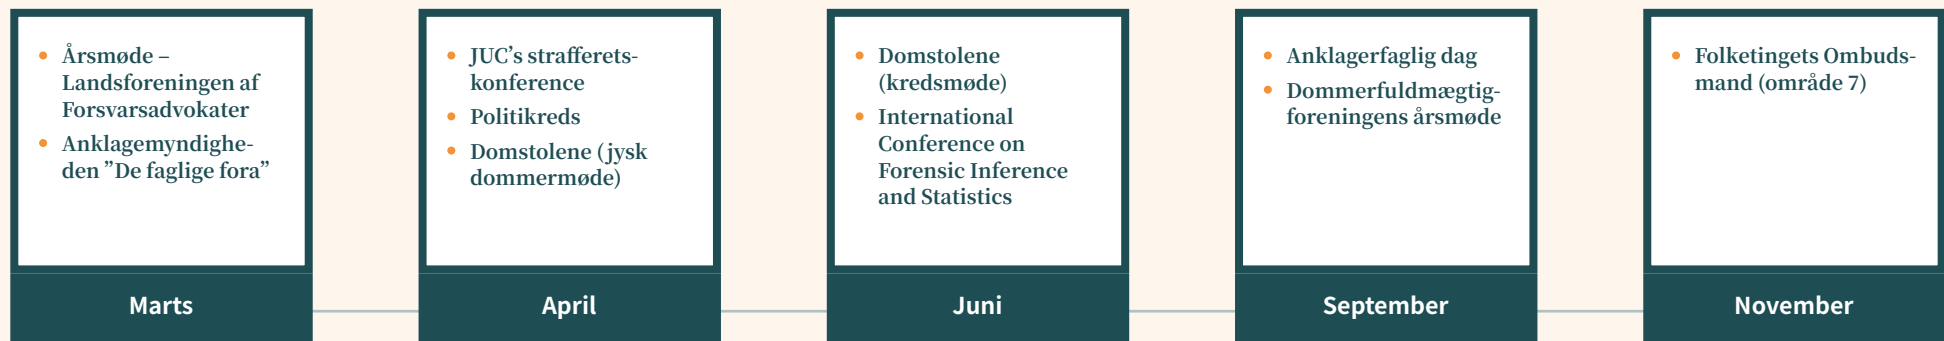 Årsmøde –
Landsforeningen af
Forsvarsadvokater
Anklagemyndighe-
den ”De faglige fora”
Marts
JUC’s strafferets-
konference
Politikreds
Domstolene (jysk
dommermøde)
April
Domstolene
(kredsmøde)
International
Conference on
Forensic Inference
and Statistics
Juni
Anklagerfaglig dag
Dommerfuldmægtig-
foreningens årsmøde
September
Folketingets Ombuds-
mand (område 7)
November